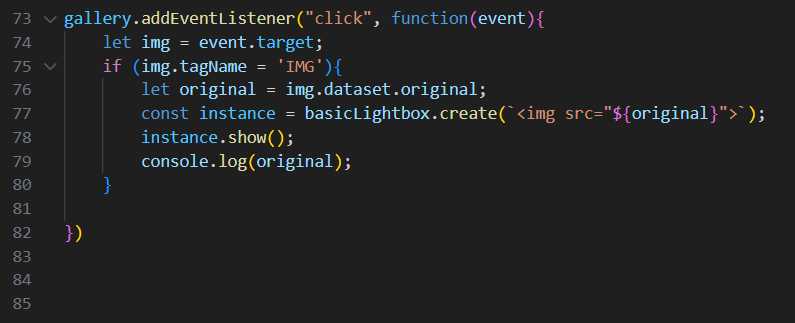 73 gallery.addEventListener("click", function(event){
74     let img = event.target;
75     if (img.tagName = 'IMG'){
76         let original = img.dataset.original;
77         const instance = basicLightbox.create(`<img src="${original}">`);
78         instance.show();
79         console.log(original);
80     }
81
82 })
83
84
85